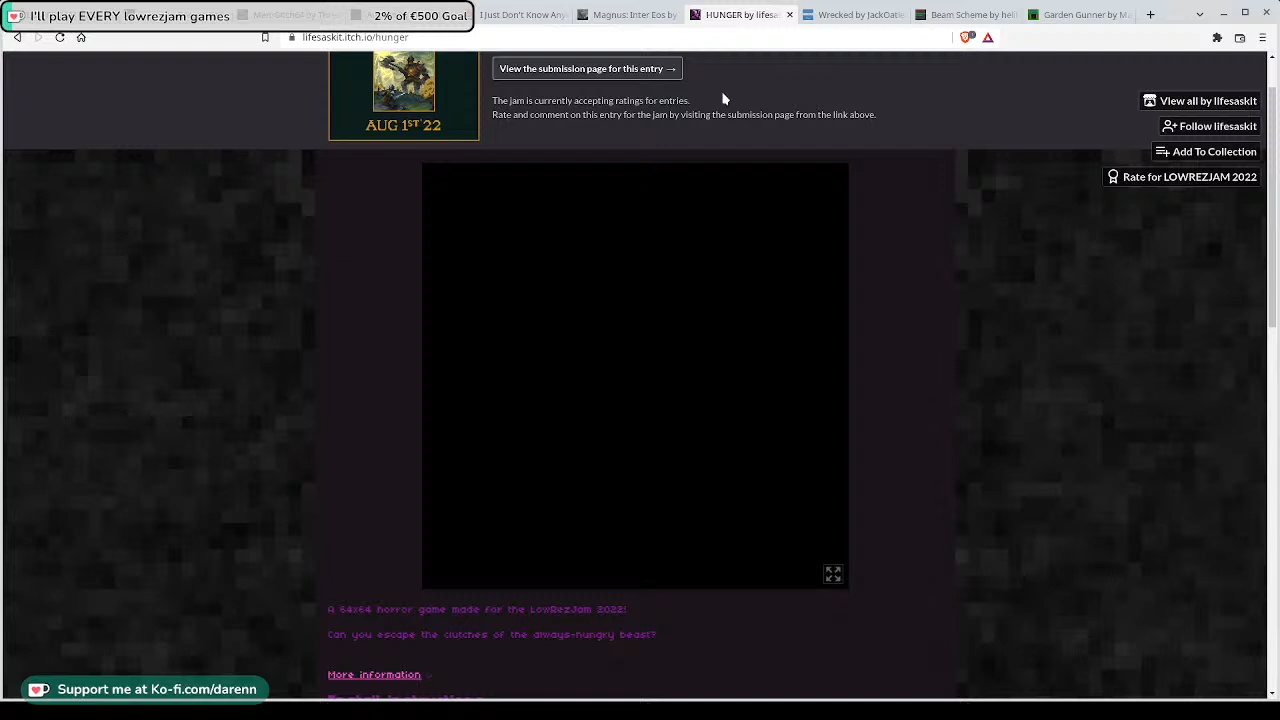 I'll play EVERY lowrezjam games 2% of €500 Goal
I Just Don't Know Any
Magnus: Inter Eos by
HUNGER by lifesas
Wrecked by JackOatle
Beam Scheme by hell
Garden Gunner by Ma
lifesaskit.itch.io/hunger
View the submission page for this entry →
The jam is currently accepting ratings for entries.
Rate and comment on this entry for the jam by visiting the submission page from the link above.
AUG 1ST '22
View all by lifesaskit
Follow lifesaskit
Add To Collection
Rate for LOWREZJAM 2022
A 64x64 horror game made for the LowRezJam 2022!
Can you escape the clutches of the always-hungry beast?
More information
Support me at Ko-fi.com/darenn